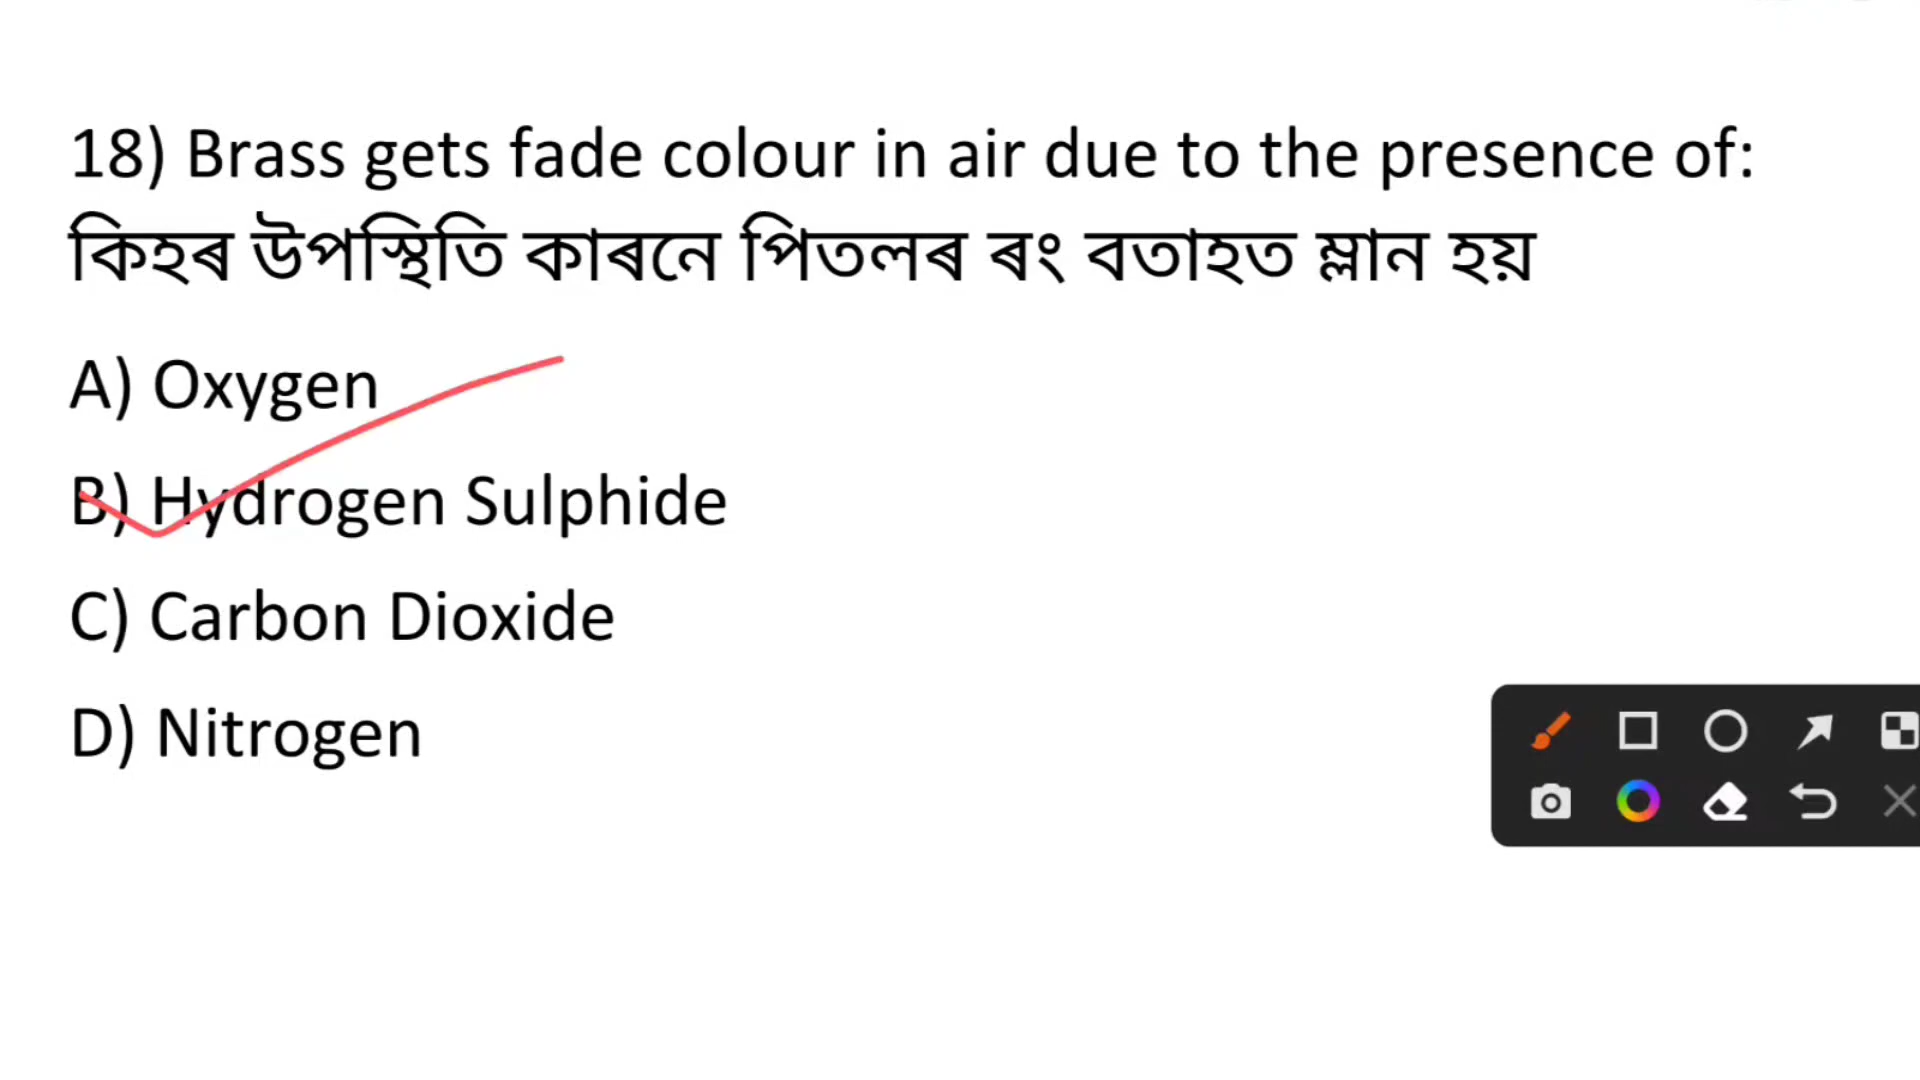 18) Brass gets fade colour in air due to the presence of:
কিহৰ উপস্থিতি কাৰনে পিতলৰ ৰং বতাহত ম্লান হয়
A) Oxygen
B) Hydrogen Sulphide
C) Carbon Dioxide
D) Nitrogen